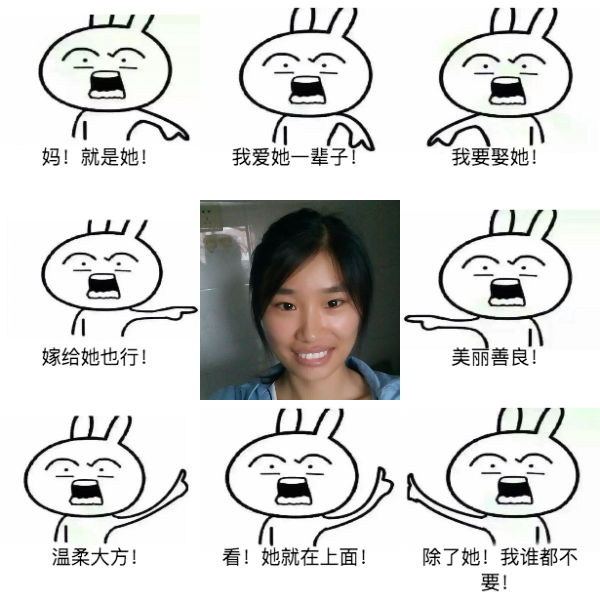 妈！就是她！
我爱她一辈子！
我要娶她！
嫁给她也行！
美丽善良！
温柔大方！
看！她就在上面！
除了她！我谁都不
要！